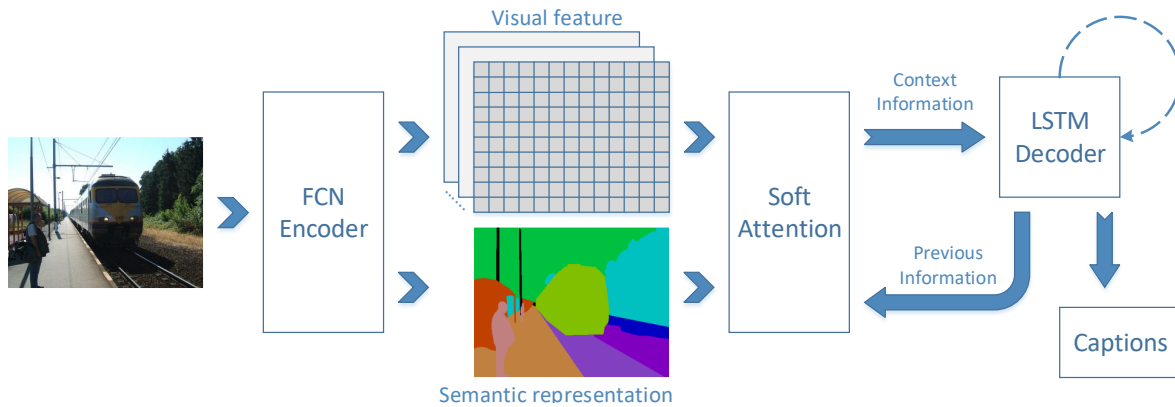 Visual feature
FCN
Encoder
Soft
Attention
Context
Information
LSTM
Decoder
Previous
Information
Captions
Semantic representation